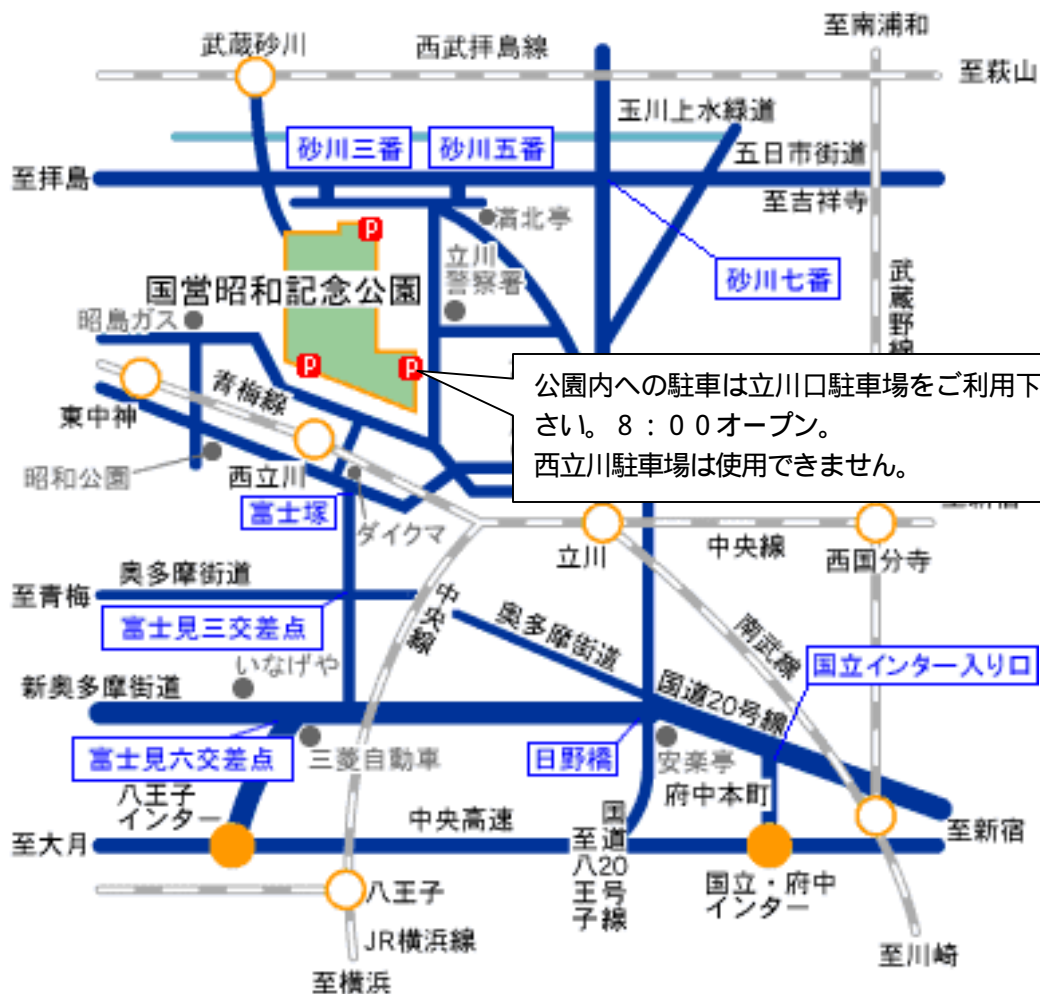 至南浦和
武蔵砂川
西武拝島線
至萩山
玉川上水緑道
砂川三番
砂川五番
五日市街道
至拝島
至吉祥寺
満北亭
立川
警察署
砂川七番
武蔵野線
国営昭和記念公園
昭島ガス
P
P
P
公園内への駐車は立川口駐車場をご利用下
さい。８：００オープン。
西立川駐車場は使用できません。
青梅線
東中神
昭和公園
西立川
富士塚
ダイクマ
立川
中央線
西国分寺
奥多摩街道
至青梅
中央線
富士見三交差点
奥多摩街道
南武線
いなげや
国立インター入り口
新奥多摩街道
国道20号線
富士見六交差点
三菱自動車
日野橋
安楽亭
府中本町
八王子
インター
中央高速
至大月
至新宿
国道20号線
至八王子
国立・府中
インター
八王子
JR横浜線
至川崎
至横浜